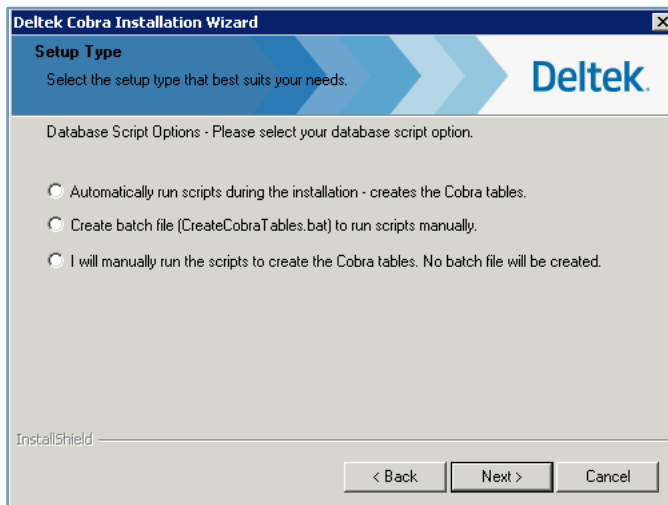 Deltek Cobra Installation Wizard
Setup Type
Select the setup type that best suits your needs.
Deltek.
Database Script Options - Please select your database script option.
Automatically run scripts during the installation - creates the Cobra tables.
Create batch file (CreateCobraTables.bat) to run scripts manually.
I will manually run the scripts to create the Cobra tables. No batch file will be created.
InstallShield
< Back Next > Cancel